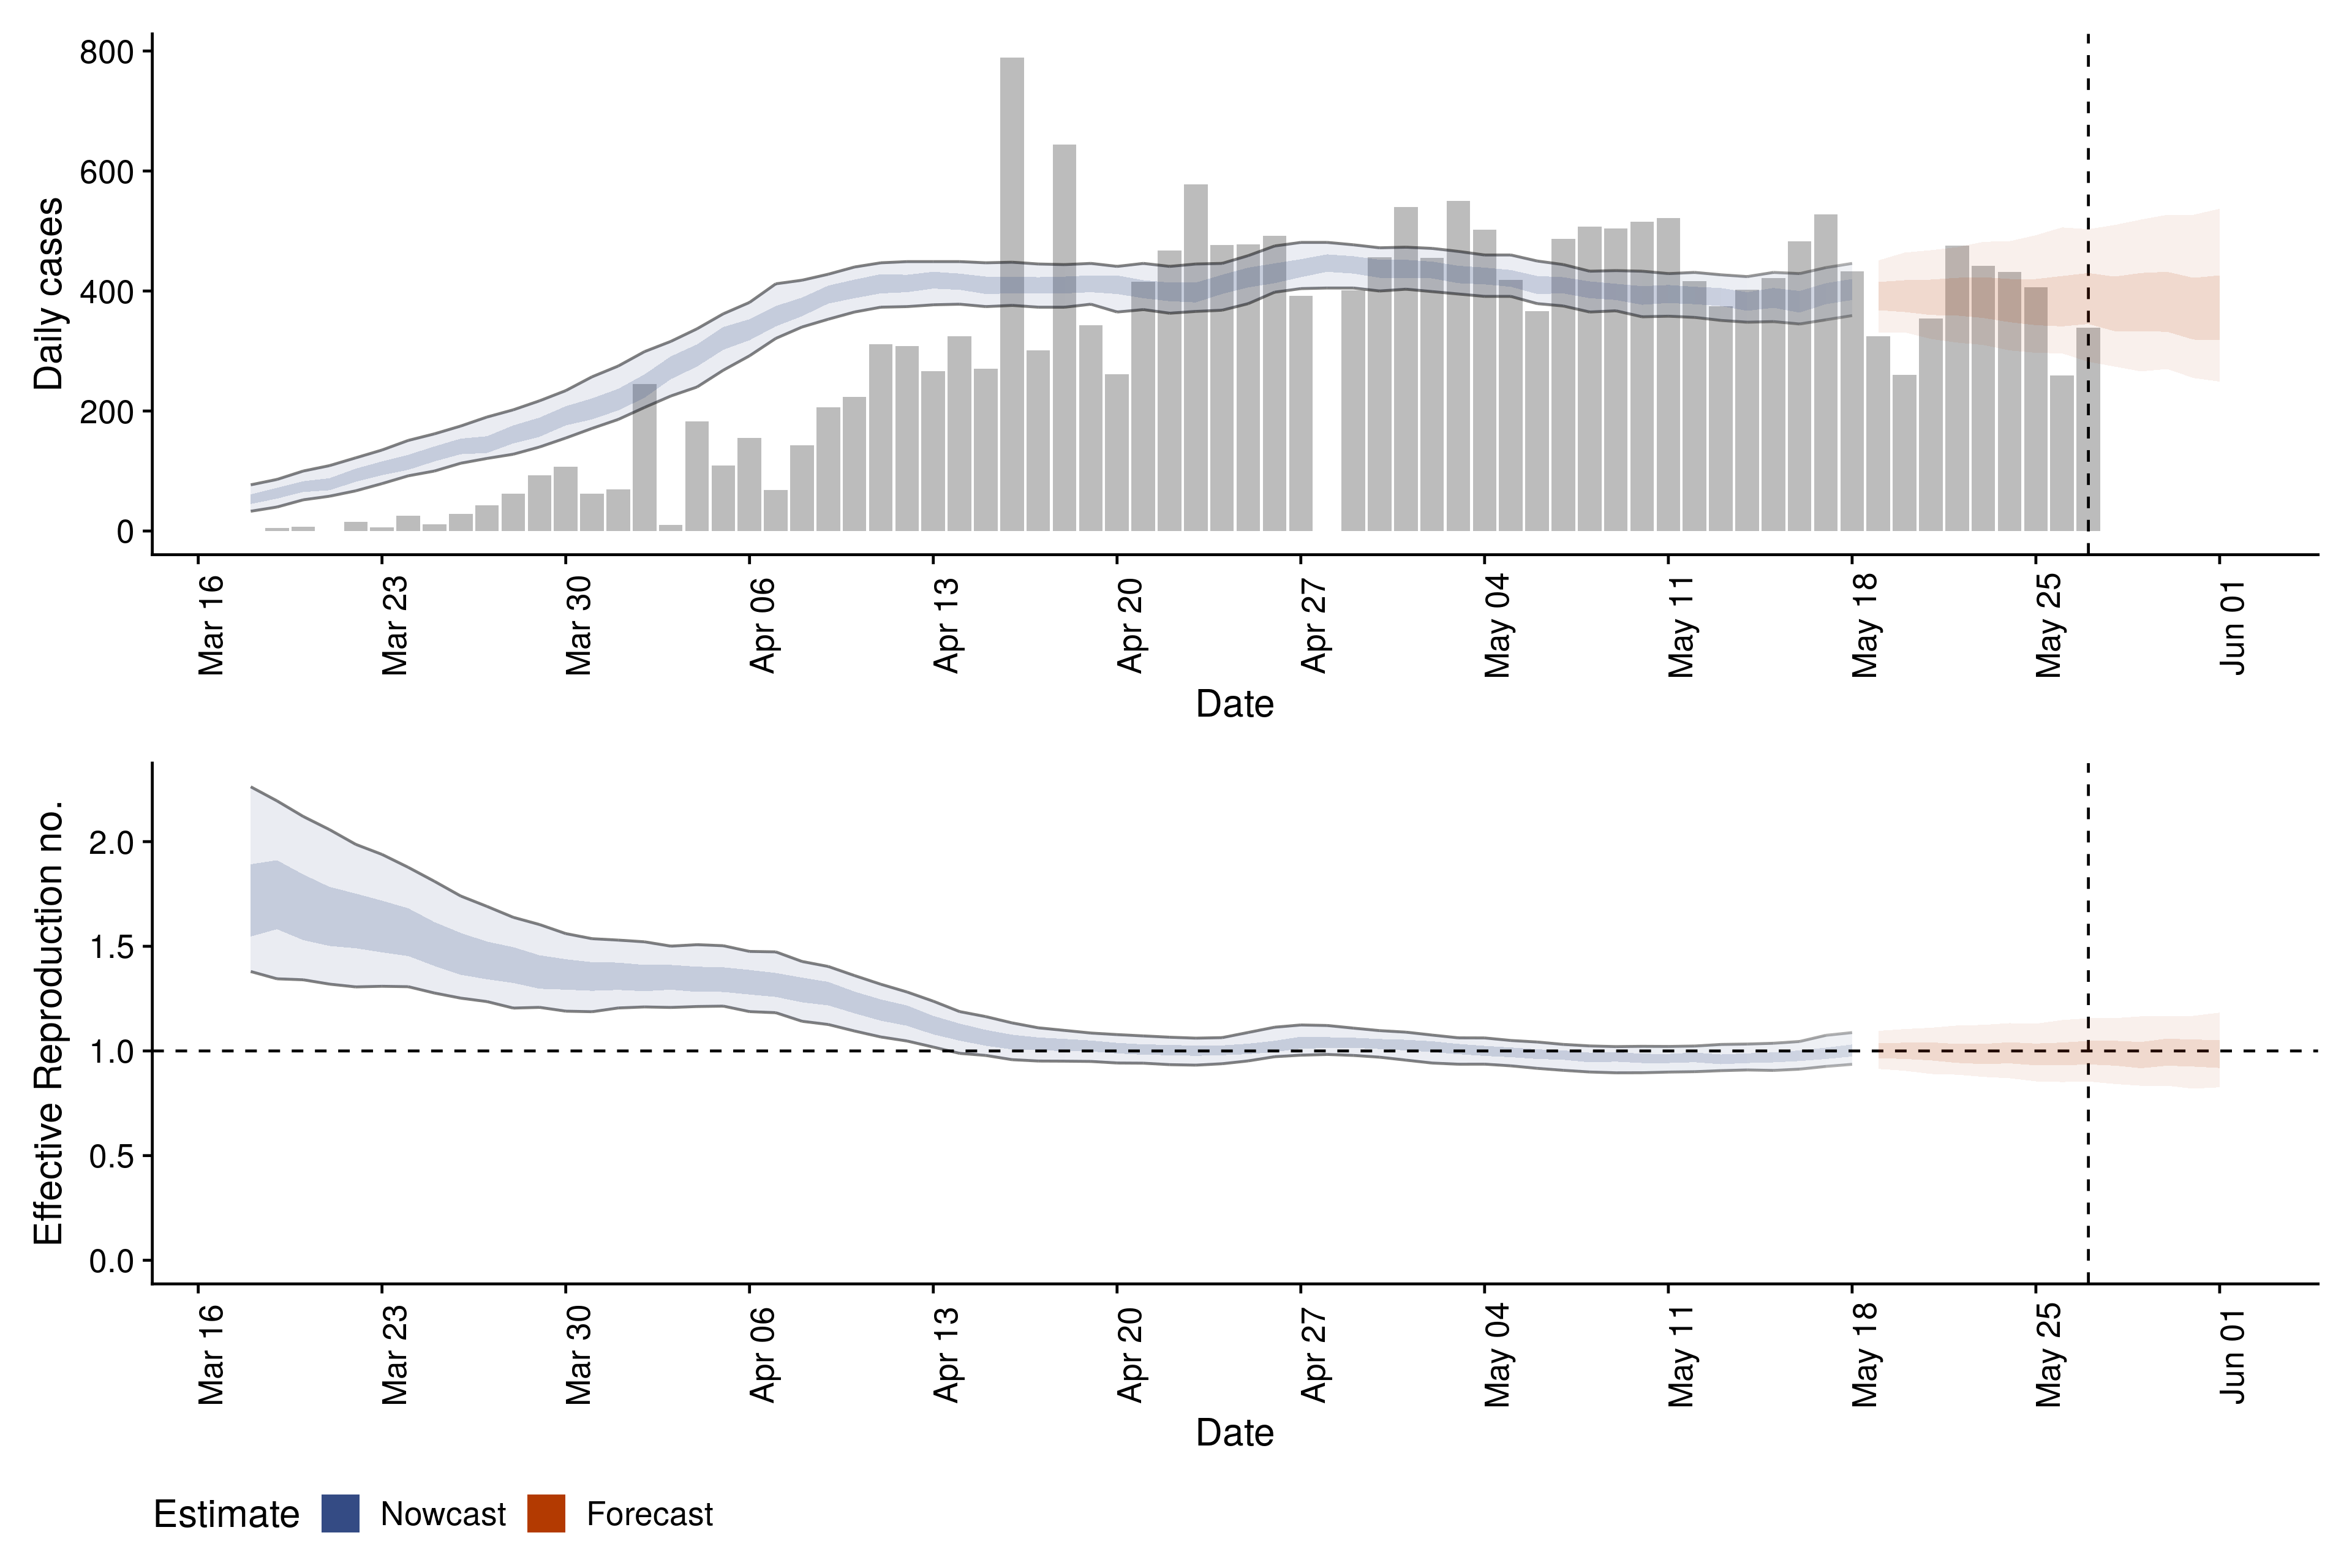 Daily cases
800
600
400
200
0
Mar 16
Mar 23
Mar 30
Apr 06
Apr 13
Apr 20
Apr 27
May 04
May 11
May 18
May 25
Jun 01
Date
Effective Reproduction no.
2.0
1.5
1.0
0.5
0.0
Mar 16
Mar 23
Mar 30
Apr 06
Apr 13
Apr 20
Apr 27
May 04
May 11
May 18
May 25
Jun 01
Date
Estimate Nowcast Forecast